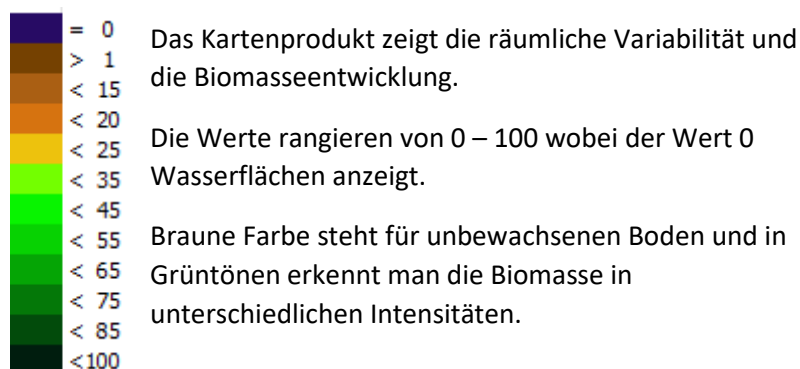 = 0
> 1
< 15
< 20
< 25
< 35
< 45
< 55
< 65
< 75
< 85
<100
Das Kartenprodukt zeigt die räumliche Variabilität und
die Biomasseentwicklung.
Die Werte rangieren von 0 – 100 wobei der Wert 0
Wasserflächen anzeigt.
Braune Farbe steht für unbewachsenen Boden und in
Grüntönen erkennt man die Biomasse in
unterschiedlichen Intensitäten.